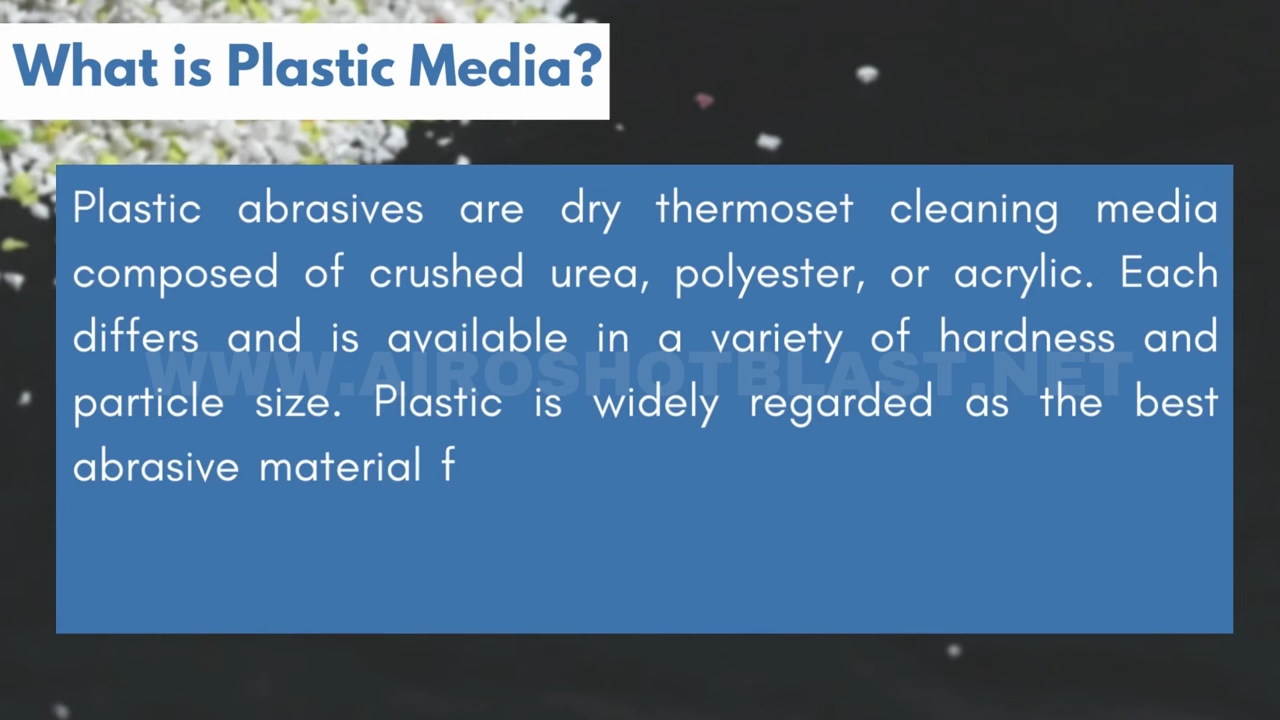 What is Plastic Media?
Plastic abrasives are dry thermoset cleaning media
composed of crushed urea, polyester, or acrylic. Each
differs and is available in a variety of hardness and
WWW.AIROSHOTBLAST.NET
particle size. Plastic is widely regarded as the best
abrasive material f